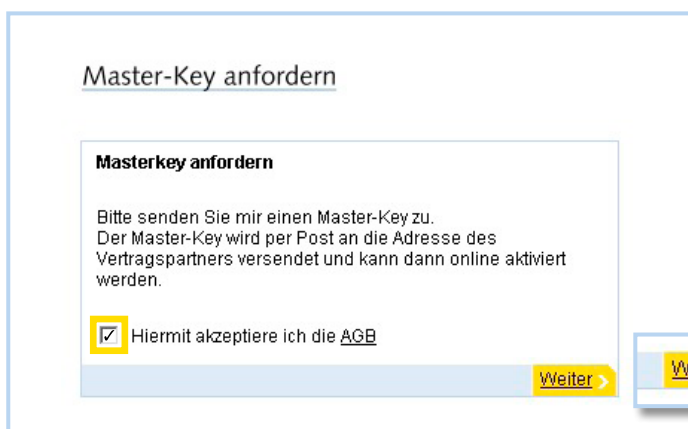 Master-Key anfordern
Masterkey anfordern
Bitte senden Sie mir einen Master-Key zu.
Der Master-Key wird per Post an die Adresse des
Vertragspartners versendet und kann dann online aktiviert
werden.
Hiermit akzeptiere ich die AGB
Weiter